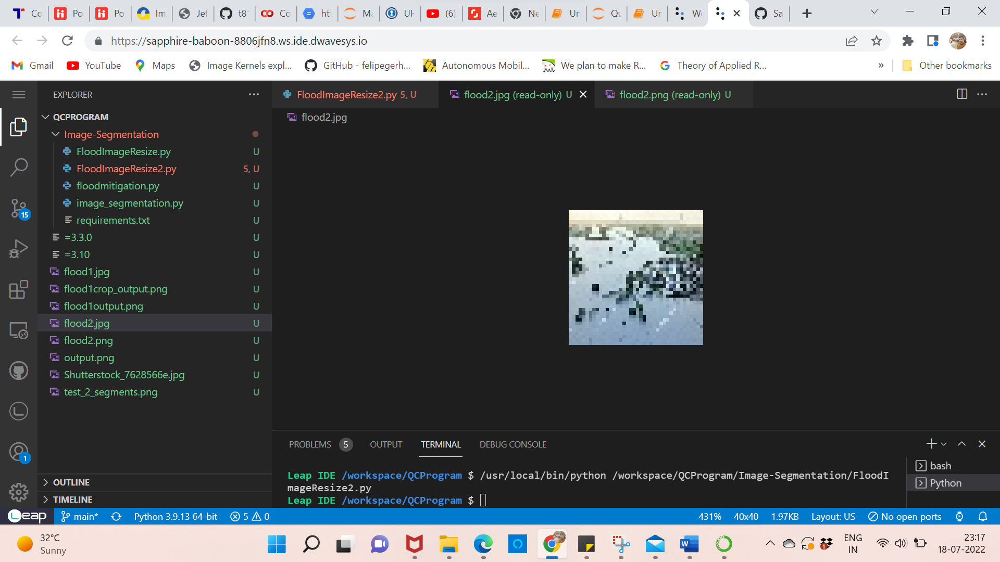 Co
Po
Po
Im
Jef
t8
Co
htt
Ma
UH
(6)
Ae
Ne
Un
Qu
Ur
We
Sa
https://sapphire-baboon-8806jfn8.ws.ide.dwavesys.io
Gmail
YouTube
Maps
Image Kernels expl...
GitHub - felipegerh...
Autonomous Mobil...
We plan to make R...
Theory of Applied R...
»
Other bookmarks
EXPLORER
FloodImageResize2.py 5, U
flood2.jpg (read-only) U
flood2.png (read-only) U
QCPROGRAM
flood2.jpg
Image-Segmentation
FloodImageResize.py U
FloodImageResize2.py 5, U
floodmitigation.py U
image_segmentation.py U
requirements.txt U
=3.3.0 U
=3.10 U
flood1.jpg U
flood1crop_output.png U
flood1output.png U
flood2.jpg U
flood2.png U
output.png U
Shutterstock_7628566e.jpg U
test_2_segments.png U
15
1
OUTLINE
TIMELINE
PROBLEMS 5 OUTPUT TERMINAL DEBUG CONSOLE
Leap IDE /workspace/QCProgram $ /usr/local/bin/python /workspace/QCProgram/Image-Segmentation/FloodI
mageResize2.py
Leap IDE /workspace/QCProgram $
bash
Python
Leap main* Python 3.9.13 64-bit 5 0 431% 40x40 1.97KB Layout: US No open ports
32°C
Sunny
ENG
IN
23:17
18-07-2022